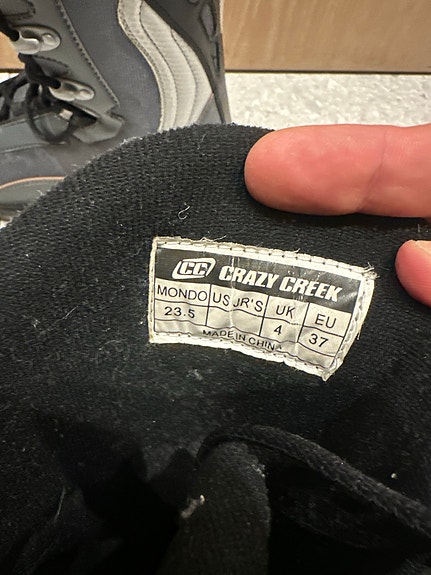 CC CRAZY CREEK
MONDO US JR'S UK EU
23.5 4 37
MADE IN CHINA